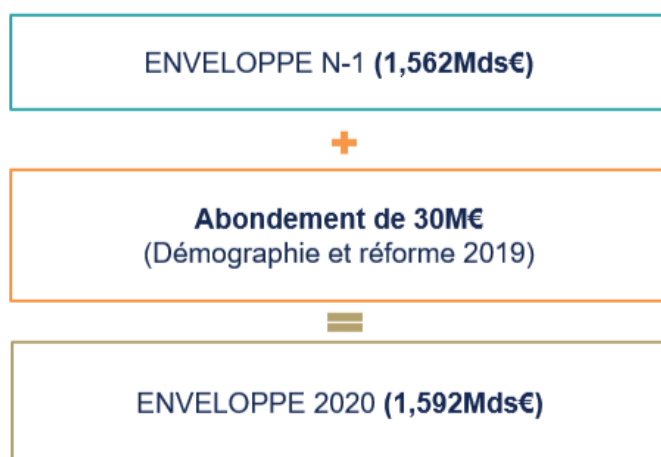 ENVELOPPE N-1 (1,562Mds€)
+
Abondement de 30M€
(Démographie et réforme 2019)
=
ENVELOPPE 2020 (1,592Mds€)